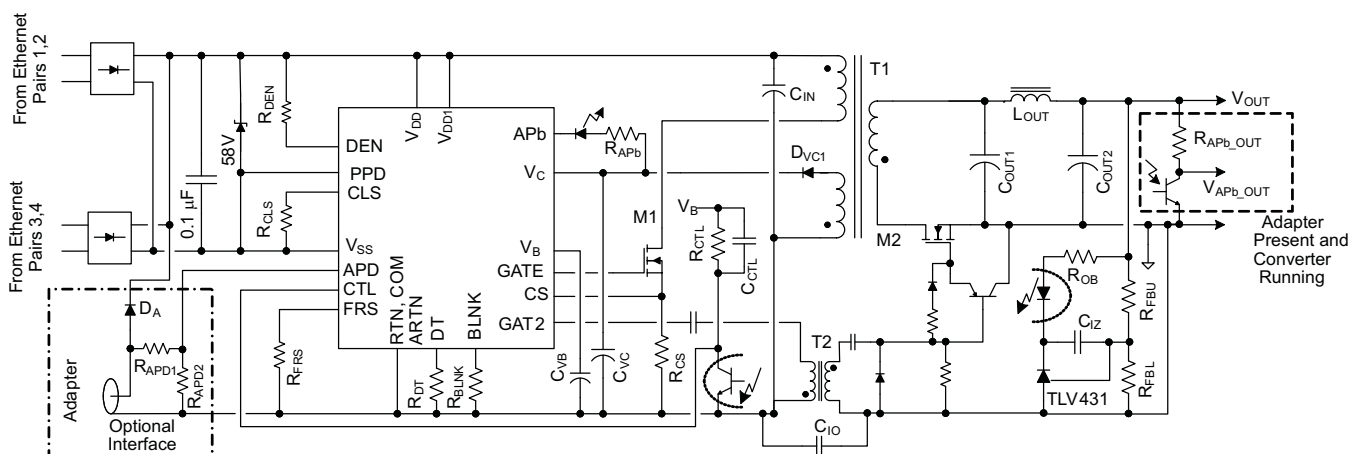 From Ethernet
Pairs 1,2
From Ethernet
Pairs 3,4
0.1 µF
58V
RDEN
RCLS
DEN
PPD
CLS
VSS
APD
CTL
FRS
VDD
VDD1
APb
VC
VB
GATE
CS
GAT2
RTN, COM
ARTN
DT
BLNK
RAPb
DVC1
CIN
T1
M1
VB
RCTL
CCTL
RCS
CVB
CVC
RFRS
RDT
RBLNK
DA
RAPD1
RAPD2
Adapter
Optional
Interface
T2
CIO
M2
COUT1
LOUT
COUT2
VOUT
RAPb_OUT
VAPb_OUT
Adapter
Present and
Converter
Running
ROB
RFBU
CIZ
RFBL
TLV431